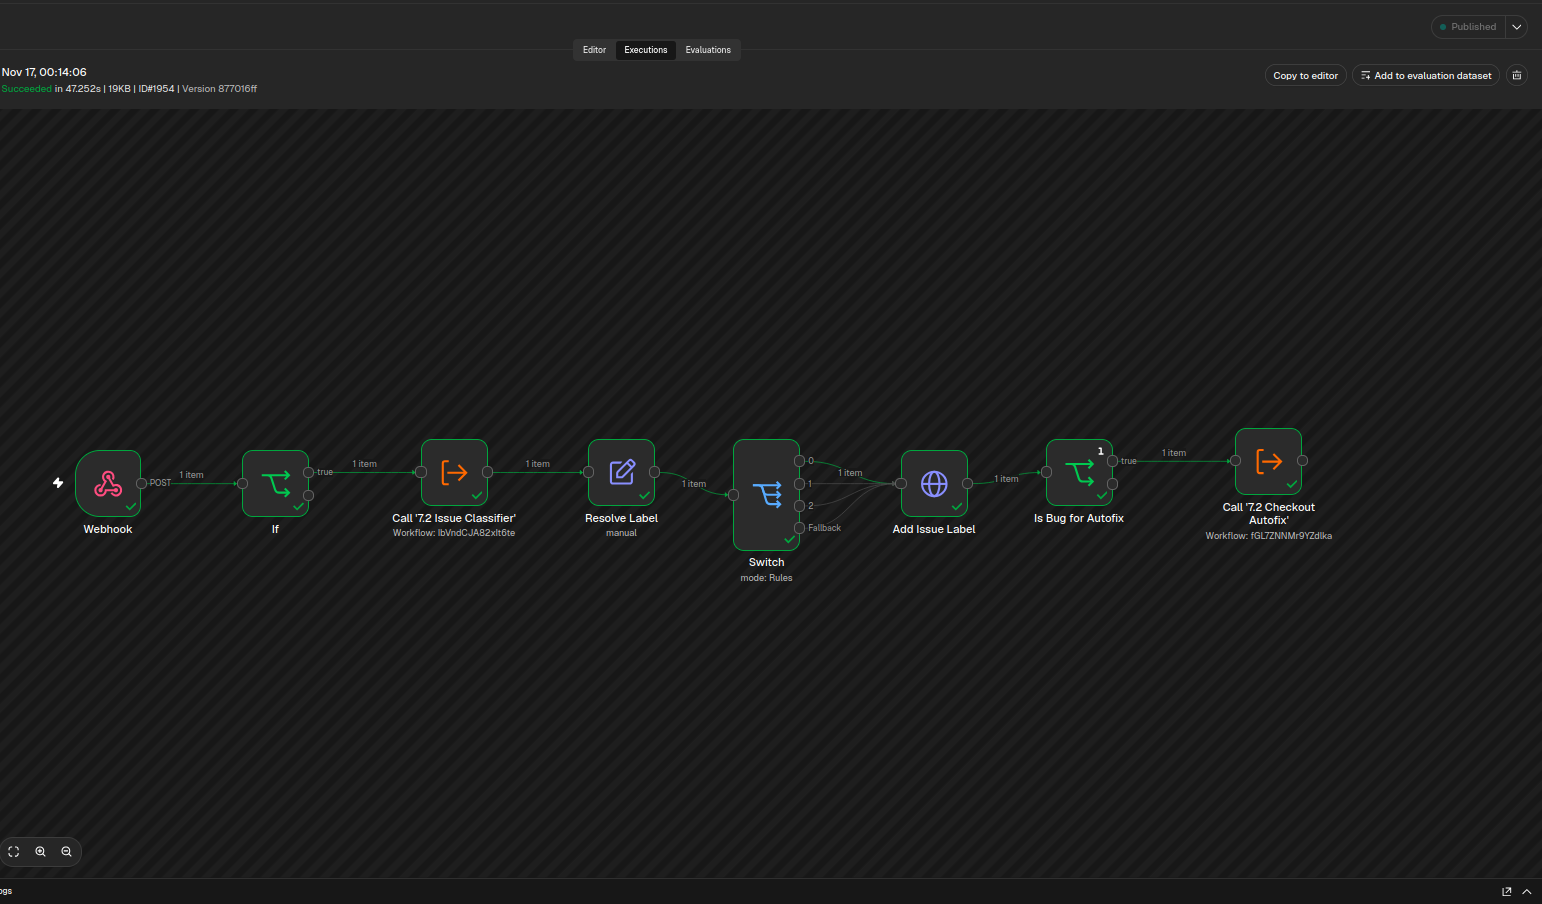 Published
Editor
Executions
Evaluations
Nov 17, 00:14:06
Succeeded in 47.252s | 19KB | ID#1954 | Version 877016ff
Copy to editor
Add to evaluation dataset
POST
1 item
true
1 item
1 item
1 item
0
1
2
Fallback
1 item
1 item
1
true
1 item
Webhook
If
Call '7.2 Issue Classifier'
Workflow: IbVndCJA82xIt6te
Resolve Label
manual
Switch
mode: Rules
Add Issue Label
Is Bug for Autofix
Call '7.2 Checkout
Autofix'
Workflow: fGL7ZNNMr9YZdlka
ogs